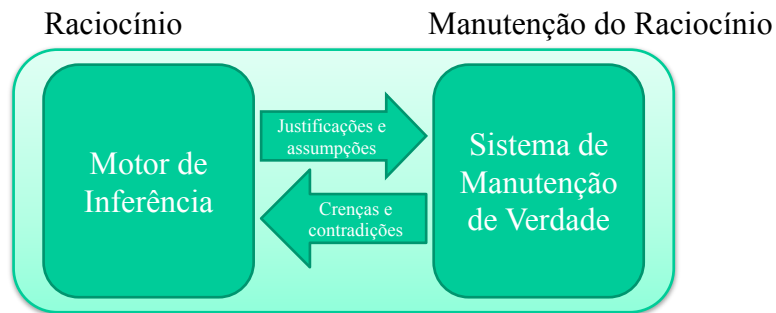 Raciocínio
Manutenção do Raciocínio
Motor de
Inferência
Justificações e
assumpções
Crenças e
contradições
Sistema de
Manutenção
de Verdade